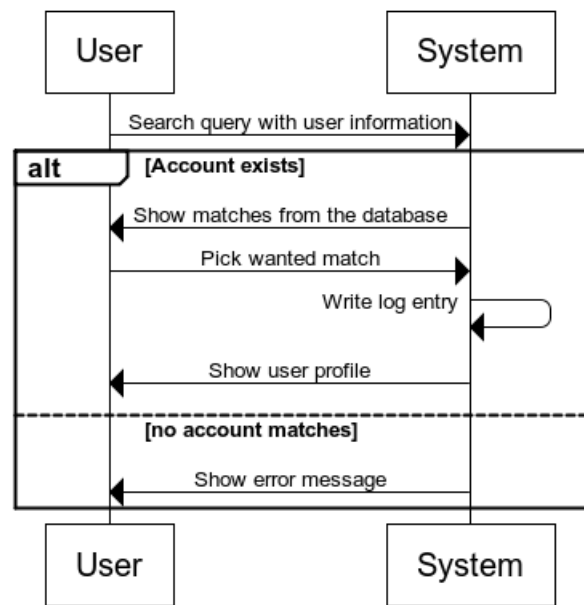 User
System
Search query with user information
alt
[Account exists]
Show matches from the database
Pick wanted match
Write log entry
Show user profile
[no account matches]
Show error message
User
System